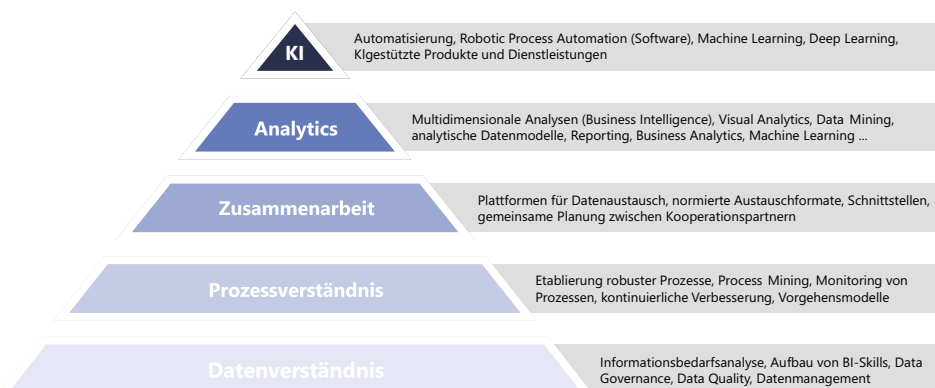 KI
Automatisierung, Robotic Process Automation (Software), Machine Learning, Deep Learning,
KIgestützte Produkte und Dienstleistungen
Analytics
Multidimensionale Analysen (Business Intelligence), Visual Analytics, Data Mining,
analytische Datenmodelle, Reporting, Business Analytics, Machine Learning ...
Zusammenarbeit
Plattformen für Datenaustausch, normierte Austauschformate, Schnittstellen,
gemeinsame Planung zwischen Kooperationspartnern
Prozessverständnis
Etablierung robuster Prozesse, Process Mining, Monitoring von
Prozessen, kontinuierliche Verbesserung, Vorgehensmodelle
Datenverständnis
Informationsbedarfsanalyse, Aufbau von BI-Skills, Data
Governance, Data Quality, Datenmanagement